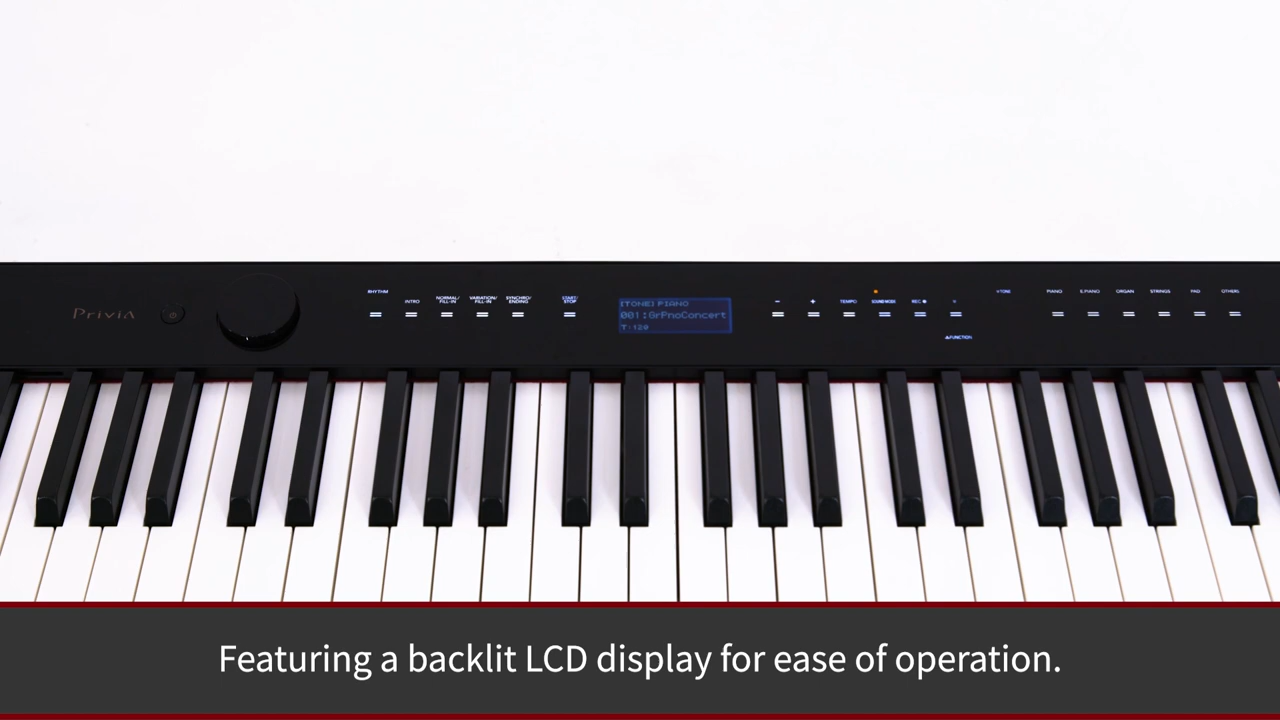 Privia
RHYTHM
INTRO
NORMAL/
FILL-IN
VARIATION/
FILL-IN
SYNCHRO/
ENDING
START/
STOP
[TONE] PIANO
001:GrPnoConcert
T:120
−
+
TEMPO
SOUND MODE
REC
PIANO
E.PIANO
ORGAN
STRINGS
PAD
OTHERS
FUNCTION
Featuring a backlit LCD display for ease of operation.